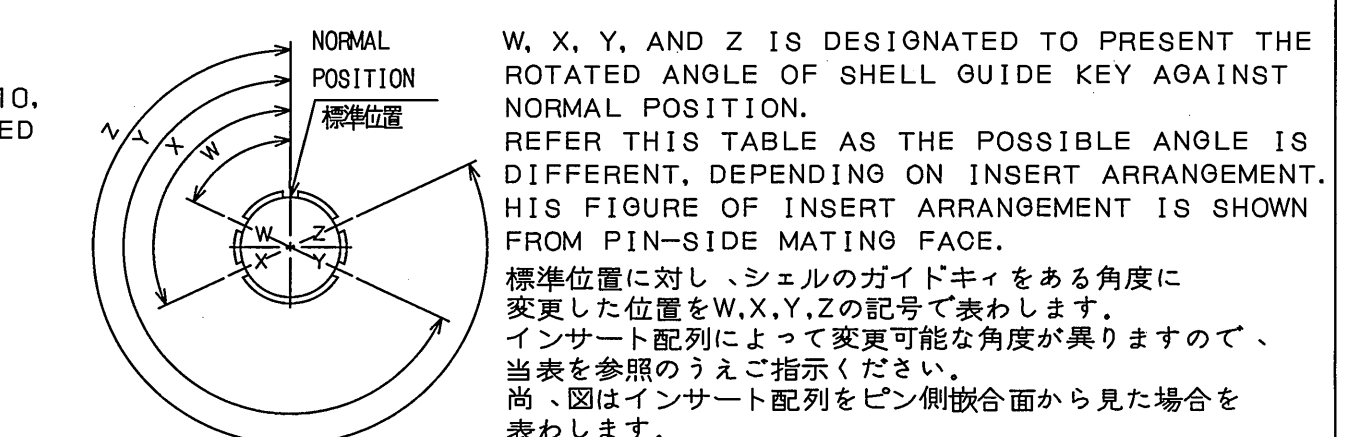 10,
ED
NORMAL
POSITION
標準位置
Z
Y
X
W
W
Z
X
Y
W, X, Y, AND Z IS DESIGNATED TO PRESENT THE
ROTATED ANGLE OF SHELL GUIDE KEY AGAINST
NORMAL POSITION.
REFER THIS TABLE AS THE POSSIBLE ANGLE IS
DIFFERENT, DEPENDING ON INSERT ARRANGEMENT.
HIS FIGURE OF INSERT ARRANGEMENT IS SHOWN
FROM PIN-SIDE MATING FACE.
標準位置に対し、シェルのガイドキィをある角度に
変更した位置をW,X,Y,Zの記号で表わします.
インサート配列によって変更可能な角度が異りますので、
当表を参照のうえご指示ください.
尚、図はインサート配列をピン側嵌合面から見た場合を
表わします.